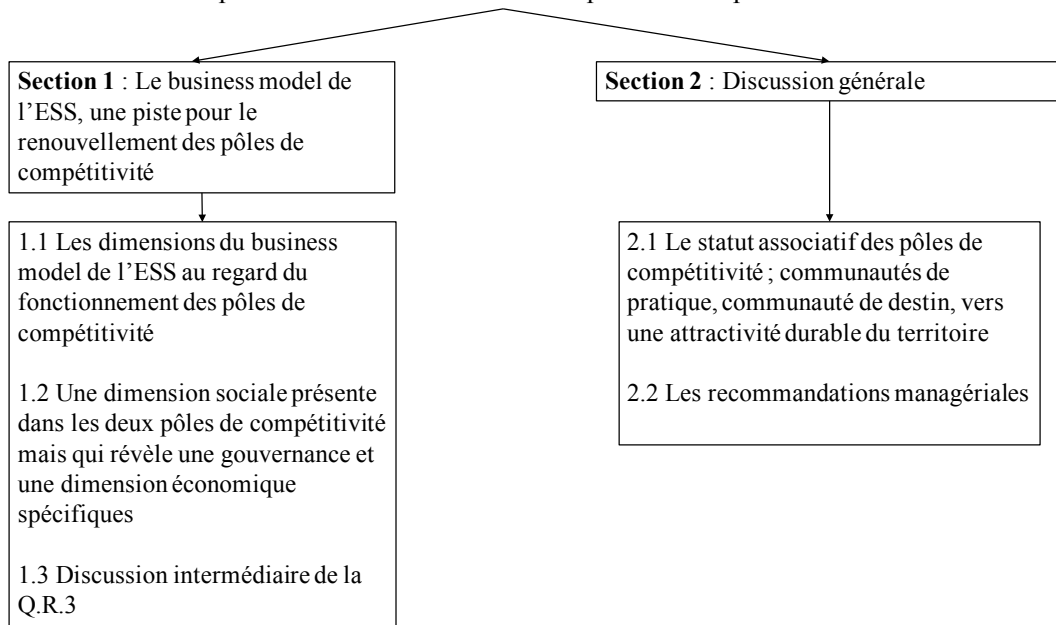 Section 1 : Le business model de
l'ESS, une piste pour le
renouvellement des pôles de
compétitivité
1.1 Les dimensions du business
model de l'ESS au regard du
fonctionnement des pôles de
compétitivité
1.2 Une dimension sociale présente
dans les deux pôles de compétitivité
mais qui révèle une gouvernance et
une dimension économique
spécifiques
1.3 Discussion intermédiaire de la
Q.R.3
Section 2 : Discussion générale
2.1 Le statut associatif des pôles de
compétitivité ; communautés de
pratique, communauté de destin, vers
une attractivité durable du territoire
2.2 Les recommandations managériales